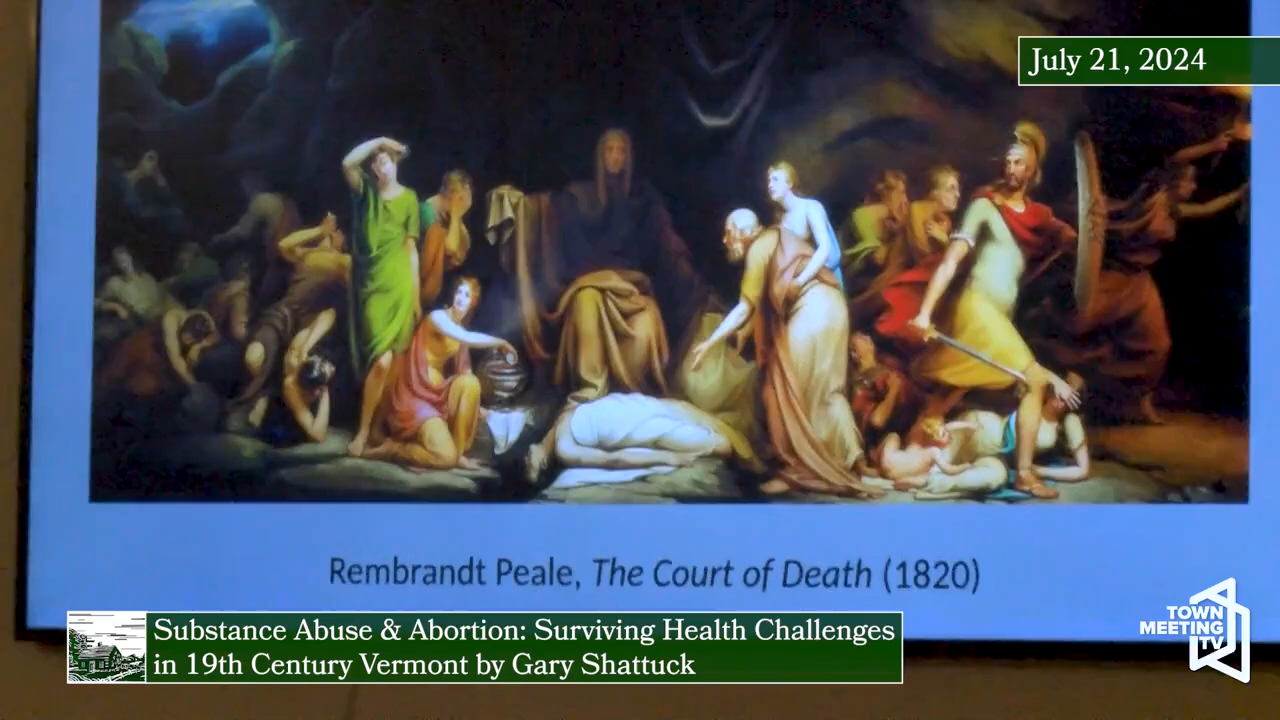 July 21, 2024
Rembrandt Peale, The Court of Death (1820)
Substance Abuse & Abortion: Surviving Health Challenges
in 19th Century Vermont by Gary Shattuck
TOWN
MEETING
TV